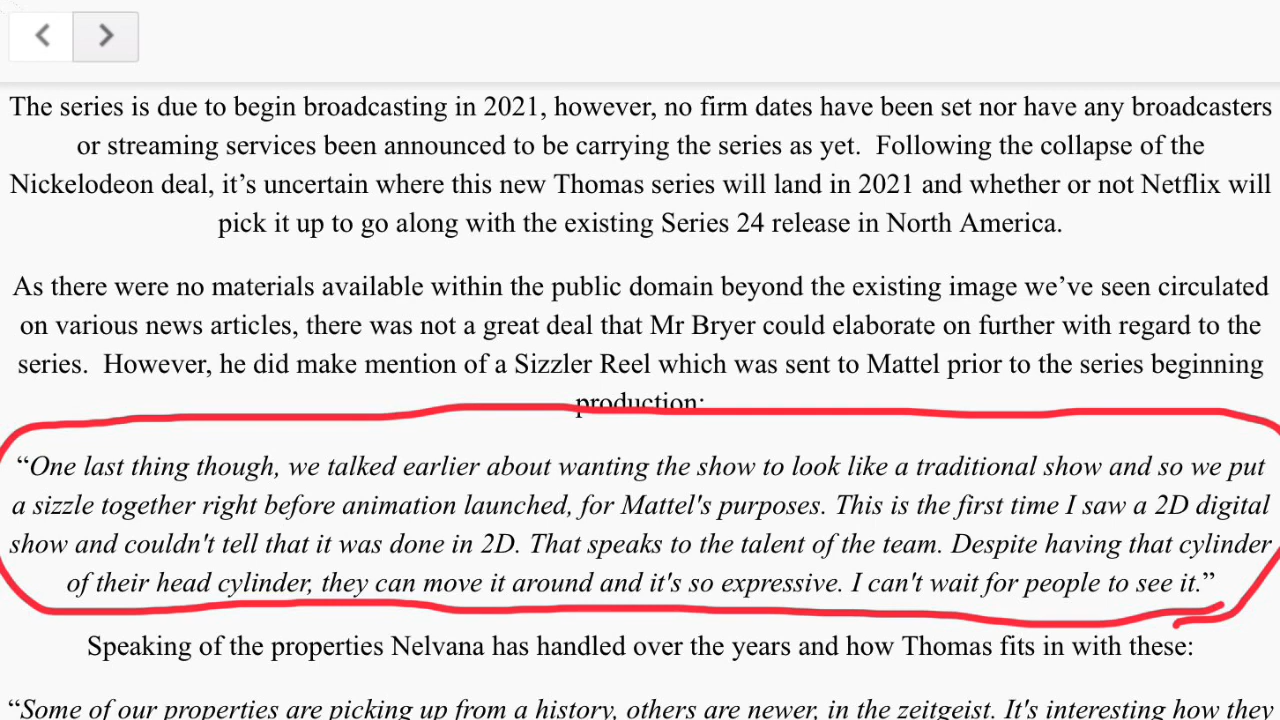 The series is due to begin broadcasting in 2021, however, no firm dates have been set nor have any broadcasters
or streaming services been announced to be carrying the series as yet.  Following the collapse of the
Nickelodeon deal, it’s uncertain where this new Thomas series will land in 2021 and whether or not Netflix will
pick it up to go along with the existing Series 24 release in North America.
As there were no materials available within the public domain beyond the existing image we’ve seen circulated
on various news articles, there was not a great deal that Mr Bryer could elaborate on further with regard to the
series.  However, he did make mention of a Sizzler Reel which was sent to Mattel prior to the series beginning
production:
“One last thing though, we talked earlier about wanting the show to look like a traditional show and so we put
a sizzle together right before animation launched, for Mattel's purposes. This is the first time I saw a 2D digital
show and couldn't tell that it was done in 2D. That speaks to the talent of the team. Despite having that cylinder
of their head cylinder, they can move it around and it's so expressive. I can't wait for people to see it.”
Speaking of the properties Nelvana has handled over the years and how Thomas fits in with these:
“Some of our properties are picking up from a history, others are newer, in the zeitgeist. It's interesting how they